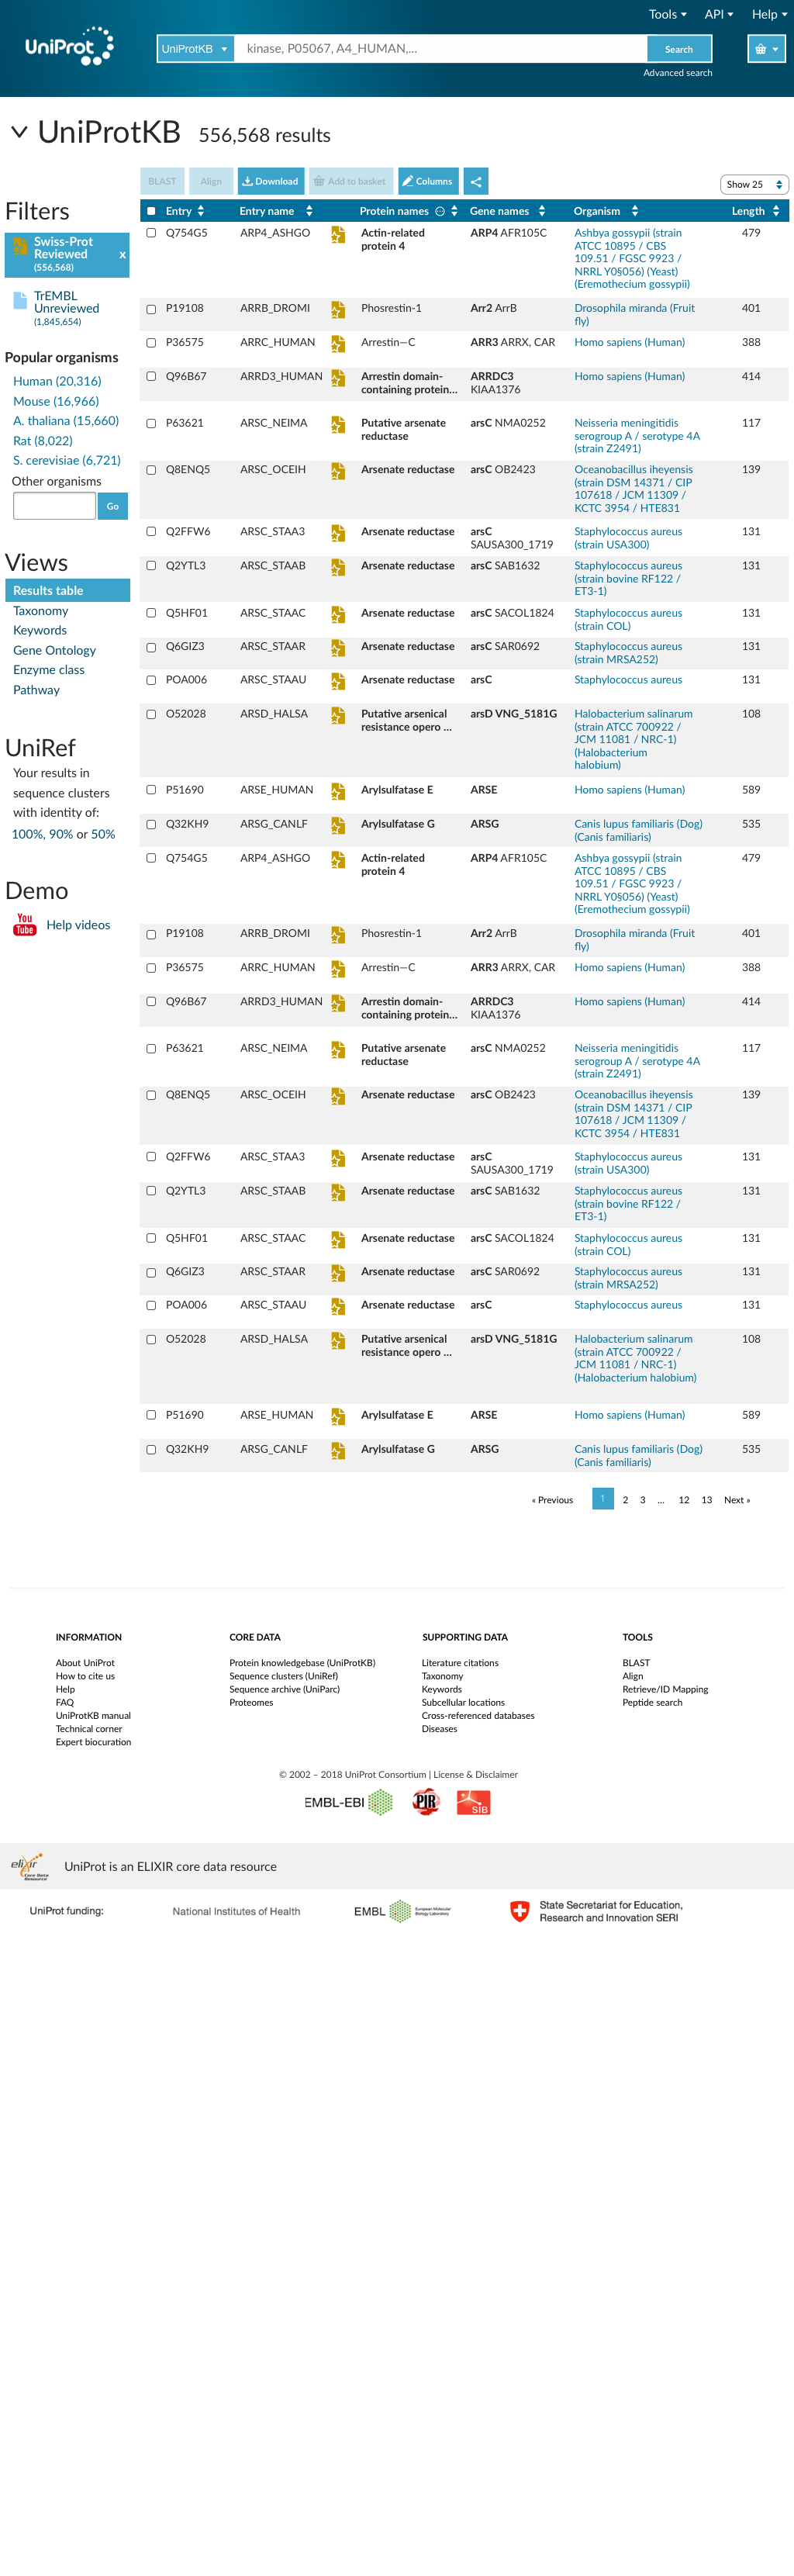 Tools API Help
UniProt UniProtKB kinase, P05067, A4_HUMAN,... Search
Advanced search
UniProtKB 556,568 results
BLAST Align Download Add to basket Columns Show 25
Filters
Swiss-Prot
Reviewed x
(556,568)
TrEMBL
Unreviewed
(1,845,654)
Popular organisms
Human (20,316)
Mouse (16,966)
A. thaliana (15,660)
Rat (8,022)
S. cerevisiae (6,721)
Other organisms
Go
Views
Results table
Taxonomy
Keywords
Gene Ontology
Enzyme class
Pathway
UniRef
Your results in
sequence clusters
with identity of:
100%, 90% or 50%
Demo
You Tube Help videos
Entry Entry name Protein names Gene names Organism Length
Q754G5 ARP4_ASHGO Actin-related ARP4 AFR105C Ashbya gossypii (strain 479
protein 4 ATCC 10895 / CBS
109.51 / FGSC 9923 /
NRRL Y0§056) (Yeast)
(Eremothecium gossypii)
P19108 ARRB_DROMI Phosrestin-1 Arr2 ArrB Drosophila miranda (Fruit 401
fly)
P36575 ARRC_HUMAN Arrestin—C ARR3 ARRX, CAR Homo sapiens (Human) 388
Q96B67 ARRD3_HUMAN Arrestin domain- ARRDC3 Homo sapiens (Human) 414
containing protein... KIAA1376
P63621 ARSC_NEIMA Putative arsenate arsC NMA0252 Neisseria meningitidis 117
reductase serogroup A / serotype 4A
(strain Z2491)
Q8ENQ5 ARSC_OCEIH Arsenate reductase arsC OB2423 Oceanobacillus iheyensis 139
(strain DSM 14371 / CIP
107618 / JCM 11309 /
KCTC 3954 / HTE831
Q2FFW6 ARSC_STAA3 Arsenate reductase arsC Staphylococcus aureus 131
SAUSA300_1719 (strain USA300)
Q2YTL3 ARSC_STAAB Arsenate reductase arsC SAB1632 Staphylococcus aureus 131
(strain bovine RF122 /
ET3-1)
Q5HF01 ARSC_STAAC Arsenate reductase arsC SACOL1824 Staphylococcus aureus 131
(strain COL)
Q6GIZ3 ARSC_STAAR Arsenate reductase arsC SAR0692 Staphylococcus aureus 131
(strain MRSA252)
POA006 ARSC_STAAU Arsenate reductase arsC Staphylococcus aureus 131
O52028 ARSD_HALSA Putative arsenical arsD VNG_5181G Halobacterium salinarum 108
resistance opero ... (strain ATCC 700922 /
JCM 11081 / NRC-1)
(Halobacterium
halobium)
P51690 ARSE_HUMAN Arylsulfatase E ARSE Homo sapiens (Human) 589
Q32KH9 ARSG_CANLF Arylsulfatase G ARSG Canis lupus familiaris (Dog) 535
(Canis familiaris)
Q754G5 ARP4_ASHGO Actin-related ARP4 AFR105C Ashbya gossypii (strain 479
protein 4 ATCC 10895 / CBS
109.51 / FGSC 9923 /
NRRL Y0§056) (Yeast)
(Eremothecium gossypii)
P19108 ARRB_DROMI Phosrestin-1 Arr2 ArrB Drosophila miranda (Fruit 401
fly)
P36575 ARRC_HUMAN Arrestin—C ARR3 ARRX, CAR Homo sapiens (Human) 388
Q96B67 ARRD3_HUMAN Arrestin domain- ARRDC3 Homo sapiens (Human) 414
containing protein... KIAA1376
P63621 ARSC_NEIMA Putative arsenate arsC NMA0252 Neisseria meningitidis 117
reductase serogroup A / serotype 4A
(strain Z2491)
Q8ENQ5 ARSC_OCEIH Arsenate reductase arsC OB2423 Oceanobacillus iheyensis 139
(strain DSM 14371 / CIP
107618 / JCM 11309 /
KCTC 3954 / HTE831
Q2FFW6 ARSC_STAA3 Arsenate reductase arsC Staphylococcus aureus 131
SAUSA300_1719 (strain USA300)
Q2YTL3 ARSC_STAAB Arsenate reductase arsC SAB1632 Staphylococcus aureus 131
(strain bovine RF122 /
ET3-1)
Q5HF01 ARSC_STAAC Arsenate reductase arsC SACOL1824 Staphylococcus aureus 131
(strain COL)
Q6GIZ3 ARSC_STAAR Arsenate reductase arsC SAR0692 Staphylococcus aureus 131
(strain MRSA252)
POA006 ARSC_STAAU Arsenate reductase arsC Staphylococcus aureus 131
O52028 ARSD_HALSA Putative arsenical arsD VNG_5181G Halobacterium salinarum 108
resistance opero ... (strain ATCC 700922 /
JCM 11081 / NRC-1)
(Halobacterium halobium)
P51690 ARSE_HUMAN Arylsulfatase E ARSE Homo sapiens (Human) 589
Q32KH9 ARSG_CANLF Arylsulfatase G ARSG Canis lupus familiaris (Dog) 535
(Canis familiaris)
« Previous 1 2 3 ... 12 13 Next »
INFORMATION
About UniProt
How to cite us
Help
FAQ
UniProtKB manual
Technical corner
Expert biocuration
CORE DATA
Protein knowledgebase (UniProtKB)
Sequence clusters (UniRef)
Sequence archive (UniParc)
Proteomes
SUPPORTING DATA
Literature citations
Taxonomy
Keywords
Subcellular locations
Cross-referenced databases
Diseases
TOOLS
BLAST
Align
Retrieve/ID Mapping
Peptide search
© 2002 – 2018 UniProt Consortium | License & Disclaimer
EMBL-EBI PIR SIB
elixir Core Data Resource UniProt is an ELIXIR core data resource
UniProt funding: National Institutes of Health EMBL European Molecular Biology Laboratory State Secretariat for Education,
Research and Innovation SERI